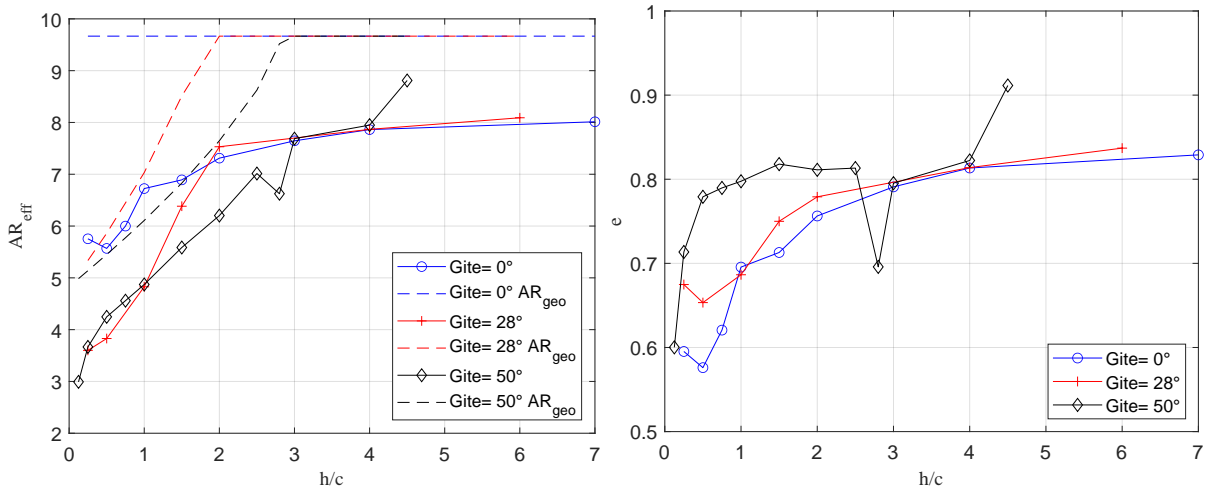 10
9
8
7
6
5
4
3
2
AR_eff
0 1 2 3 4 5 6 7
h/c
Gite= 0°
Gite= 0° AR_geo
Gite= 28°
Gite= 28° AR_geo
Gite= 50°
Gite= 50° AR_geo
1
0.9
0.8
0.7
0.6
0.5
e
0 1 2 3 4 5 6 7
h/c
Gite= 0°
Gite= 28°
Gite= 50°